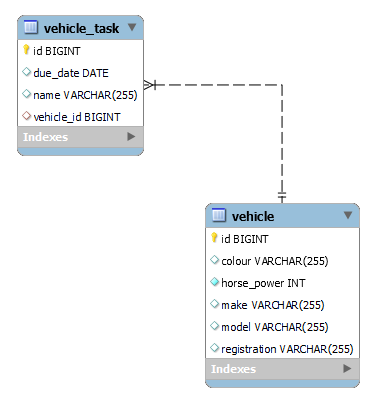 vehicle_task
id BIGINT
due_date DATE
name VARCHAR(255)
vehicle_id BIGINT
Indexes
vehicle
id BIGINT
colour VARCHAR(255)
horse_power INT
make VARCHAR(255)
model VARCHAR(255)
registration VARCHAR(255)
Indexes